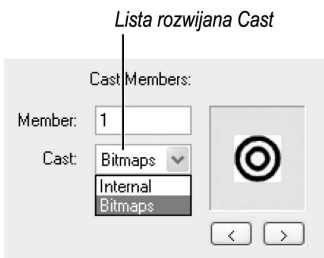 Lista rozwijana Cast
Cast Members:
Member: 1
Cast: Bitmaps
Internal
Bitmaps
< >